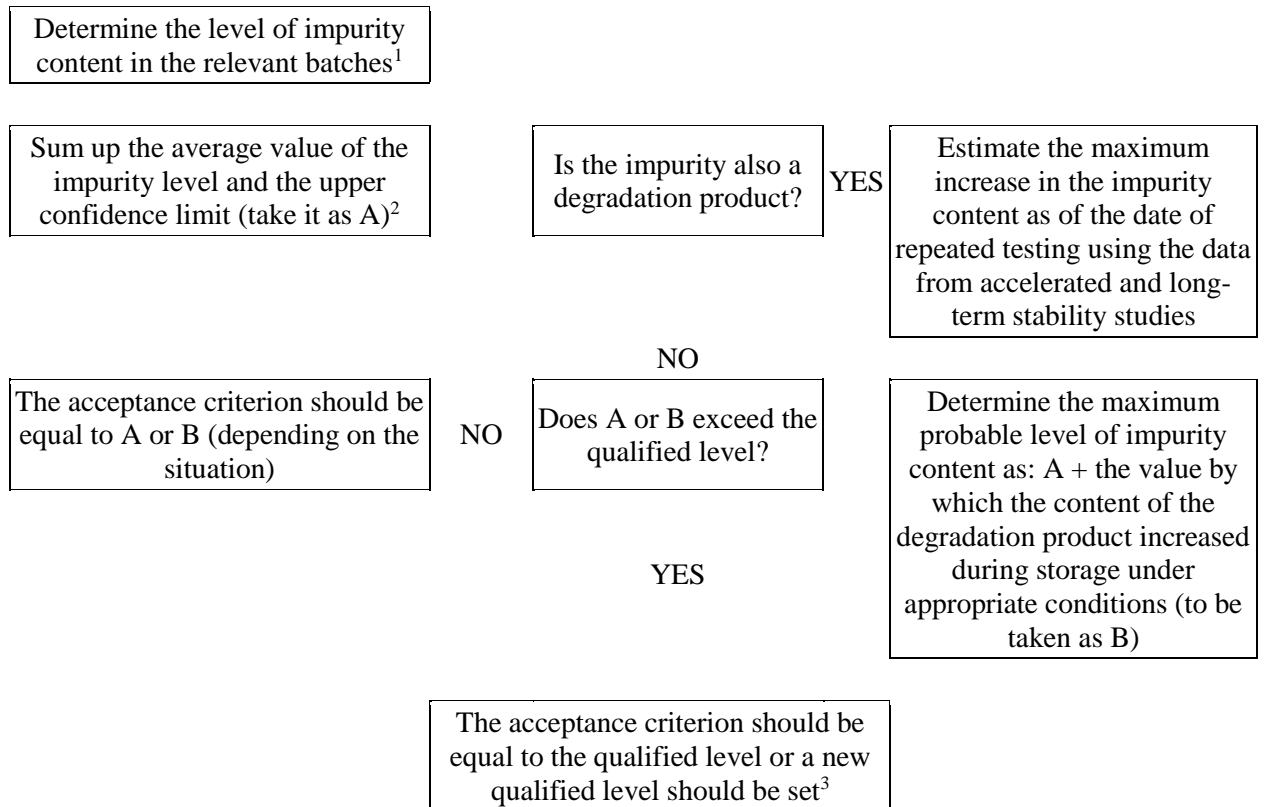 Determine the level of impurity
content in the relevant batches¹
Sum up the average value of the
impurity level and the upper
confidence limit (take it as A)²
Is the impurity also a
degradation product?
YES
Estimate the maximum
increase in the impurity
content as of the date of
repeated testing using the data
from accelerated and long-
term stability studies
NO
The acceptance criterion should be
equal to A or B (depending on the
situation)
NO
Does A or B exceed the
qualified level?
Determine the maximum
probable level of impurity
content as: A + the value by
which the content of the
degradation product increased
during storage under
appropriate conditions (to be
taken as B)
YES
The acceptance criterion should be
equal to the qualified level or a new
qualified level should be set³